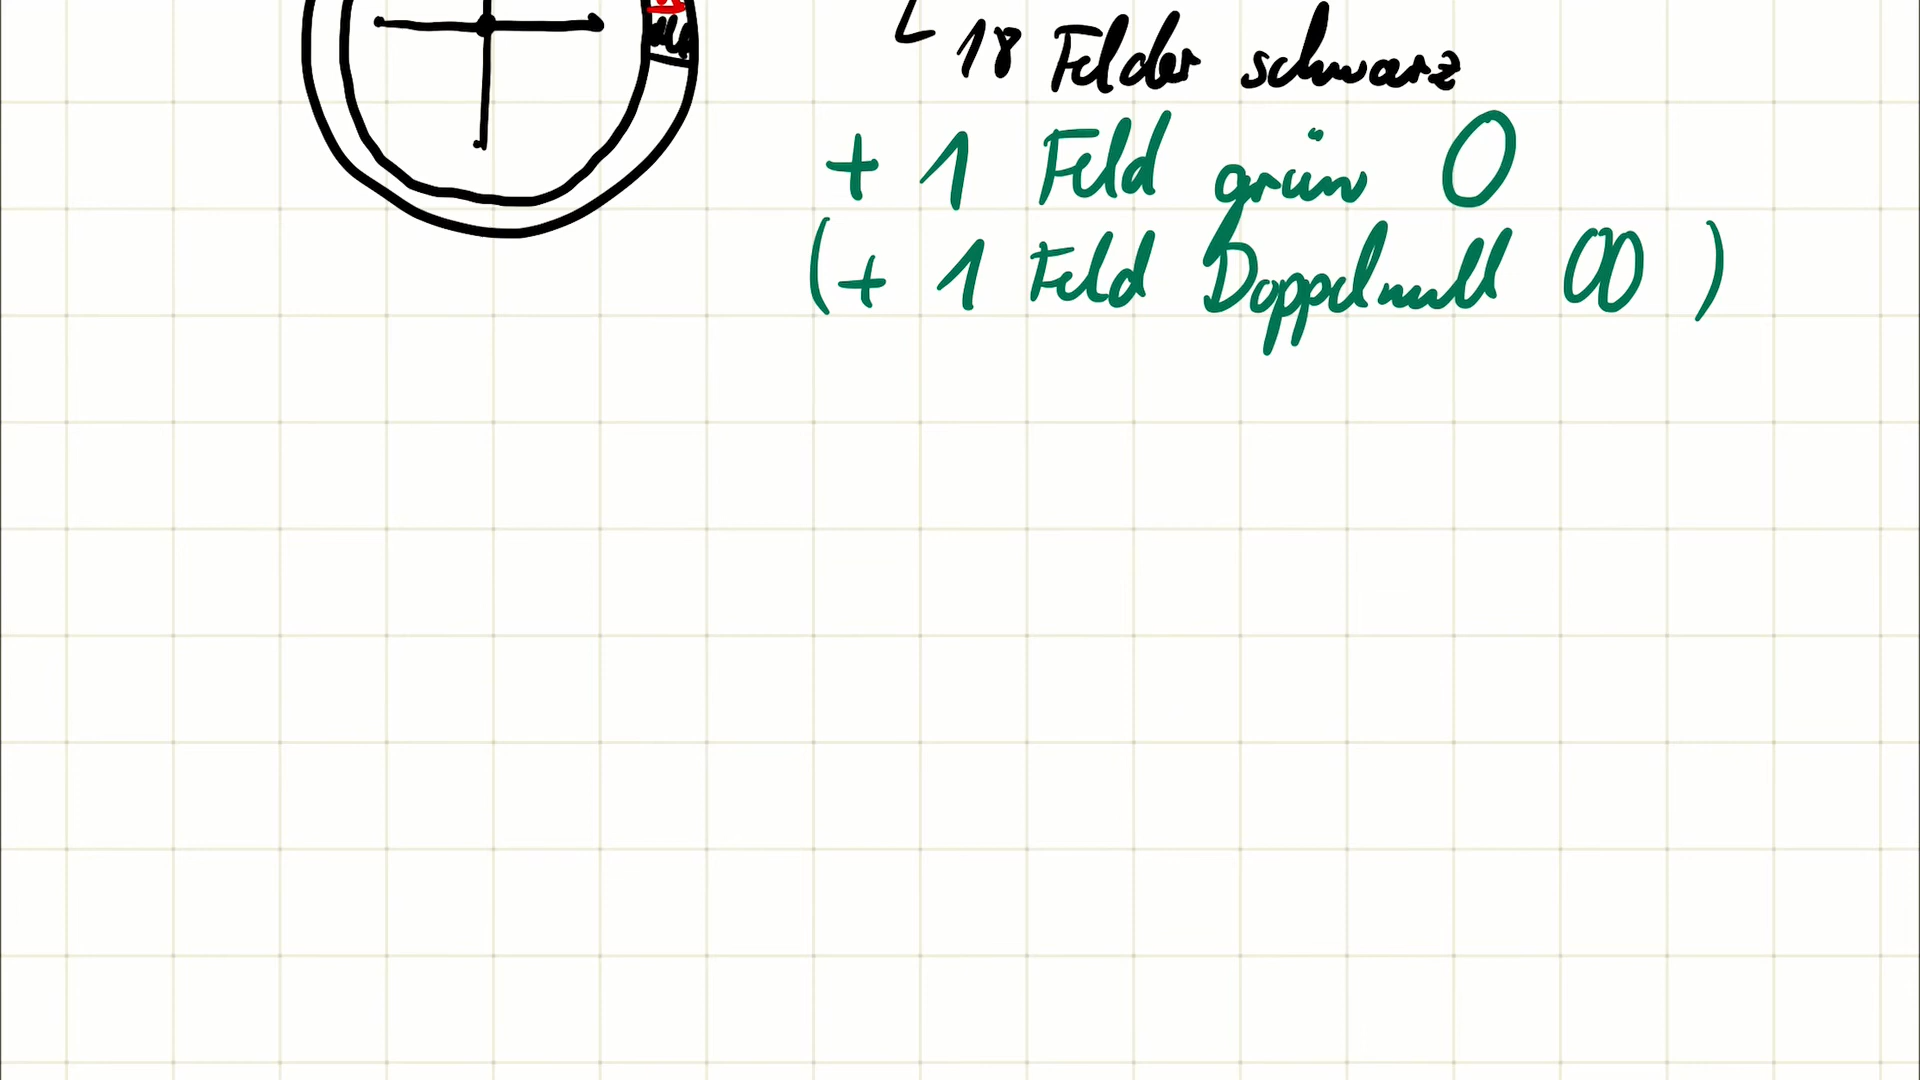 18 Felder schwarz
+ 1 Feld grün 0
(+ 1 Feld Doppelnull 00 )